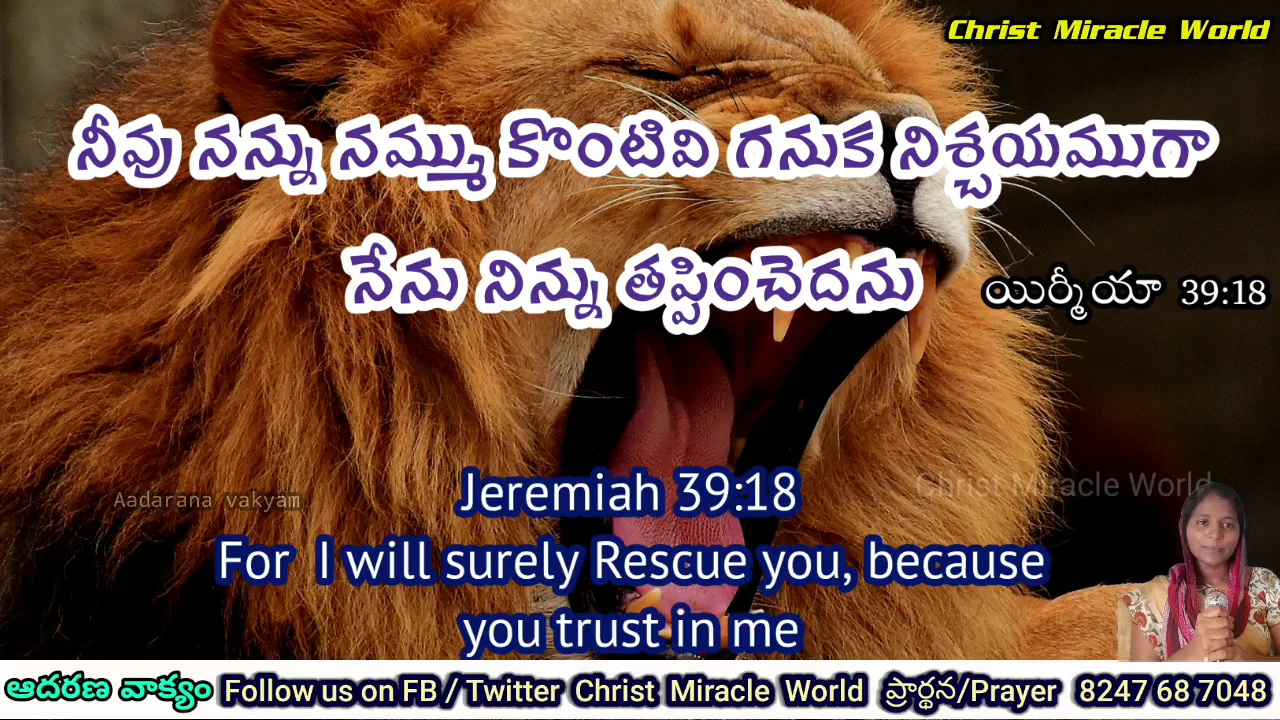 Christ Miracle World
నీవు నన్ను నమ్ము కొంటివి గనుక నిశ్చయముగా
నేను నిన్ను తప్పించెదను
యిర్మీయా 39:18
Jeremiah 39:18
Aadarana vakyam
Christ Miracle World
For I will surely Rescue you, because
you trust in me
ఆదరణ వాక్యం Follow us on FB / Twitter Christ Miracle World ప్రార్థన/Prayer 8247 68 7048